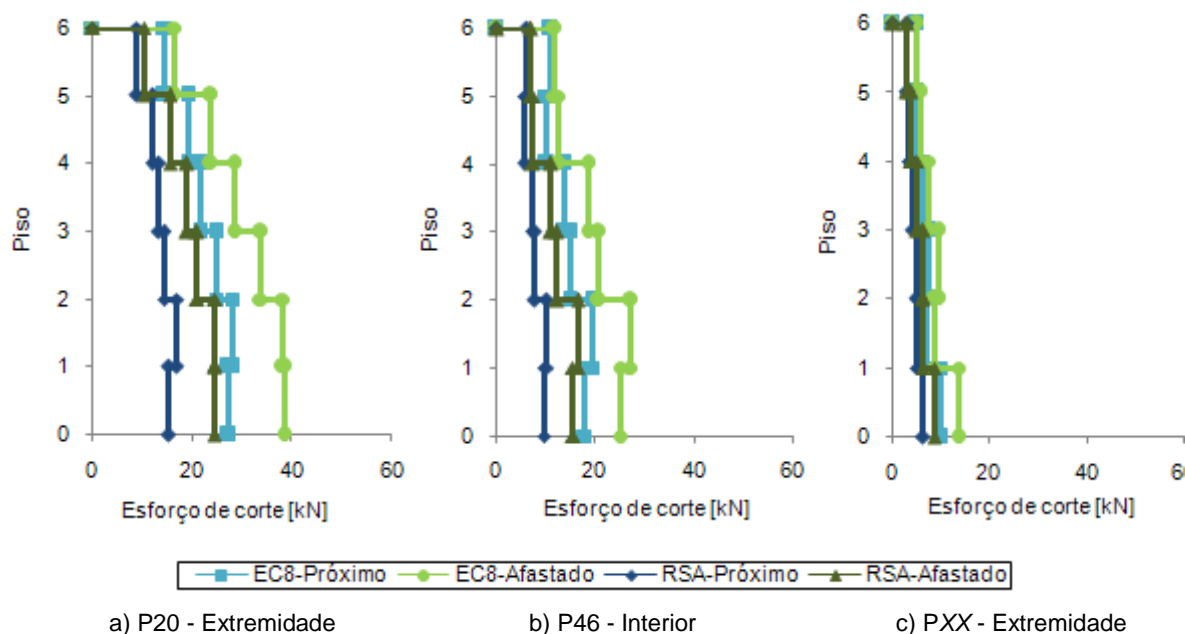 6
5
4
3
2
1
0
Piso
0 20 40 60
Esforço de corte [kN]
6
5
4
3
2
1
0
Piso
0 20 40 60
Esforço de corte [kN]
6
5
4
3
2
1
0
Piso
0 20 40 60
Esforço de corte [kN]
EC8-Próximo EC8-Afastado RSA-Próximo RSA-Afastado
a) P20 - Extremidade b) P46 - Interior c) PXX - Extremidade